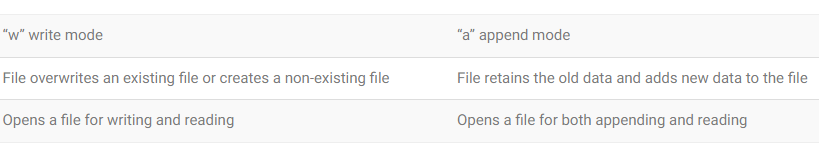 “w” write mode “a” append mode
File overwrites an existing file or creates a non-existing file File retains the old data and adds new data to the file
Opens a file for writing and reading Opens a file for both appending and reading